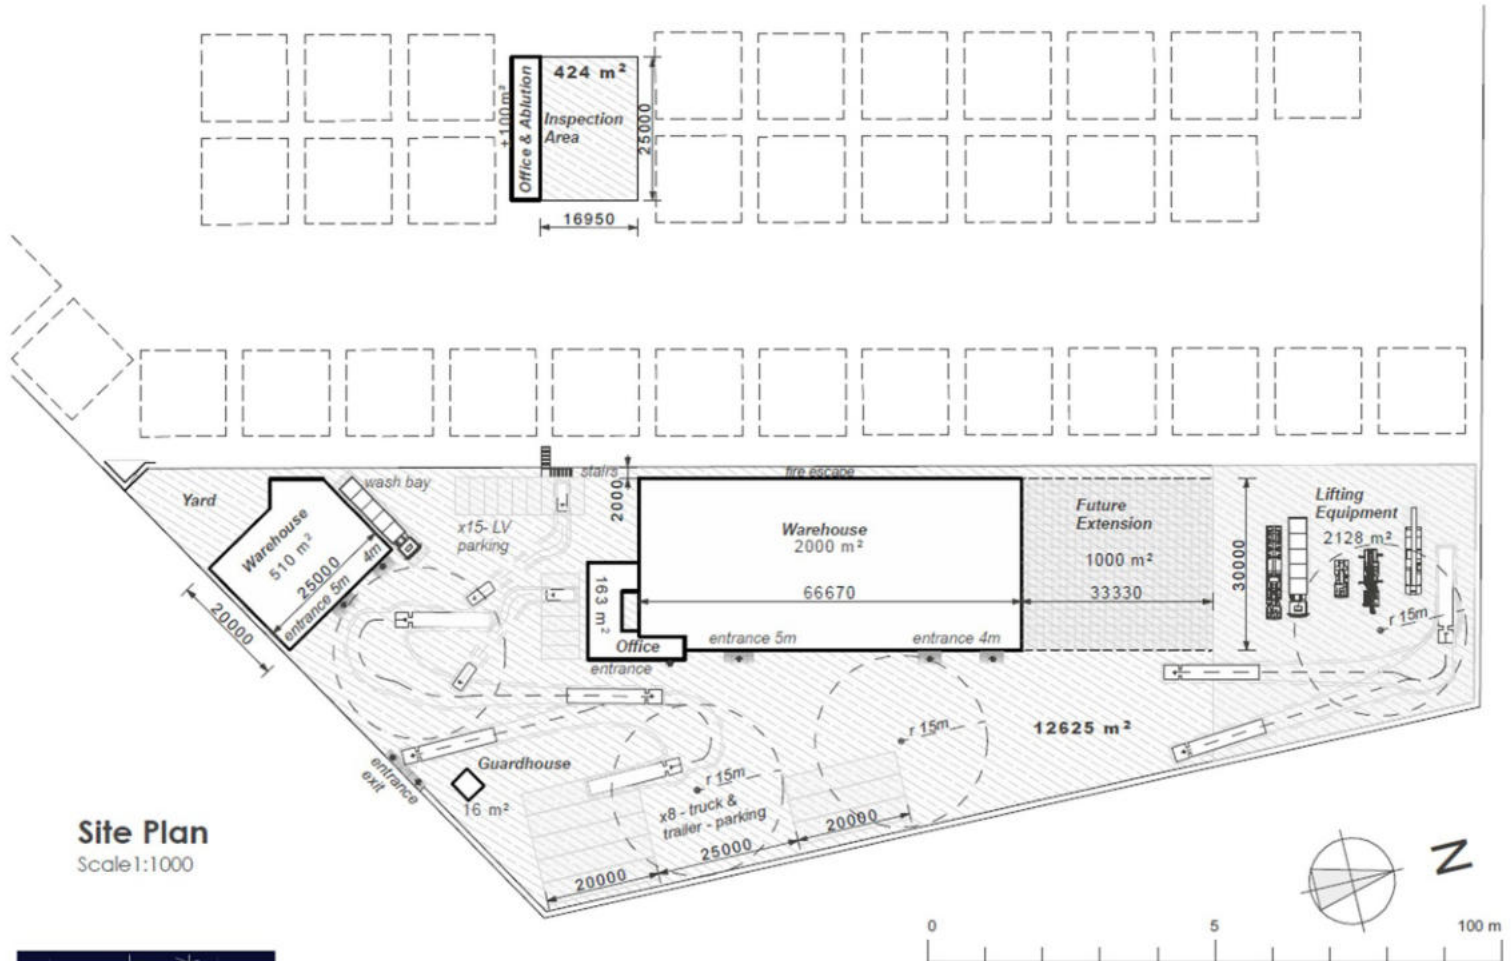 424 m²
+100m²
Office & Ablution
Inspection
Area
25000
16950
stairs
fire escape
wash bay
Yard
2000
x15- LV
parking
Warehouse
510 m²
25000
4m
entrance 5m
20000
Warehouse
2000 m²
66670
Future
Extension
1000 m²
33330
30000
Lifting
Equipment
2128 m²
r 15m
163 m²
Office
entrance
entrance 5m
entrance 4m
12625 m²
r 15m
Guardhouse
16 m²
entrance
exit
r 15m
x8 - truck &
trailer - parking
20000
25000
20000
Site Plan
Scale1:1000
N
0 5 100 m